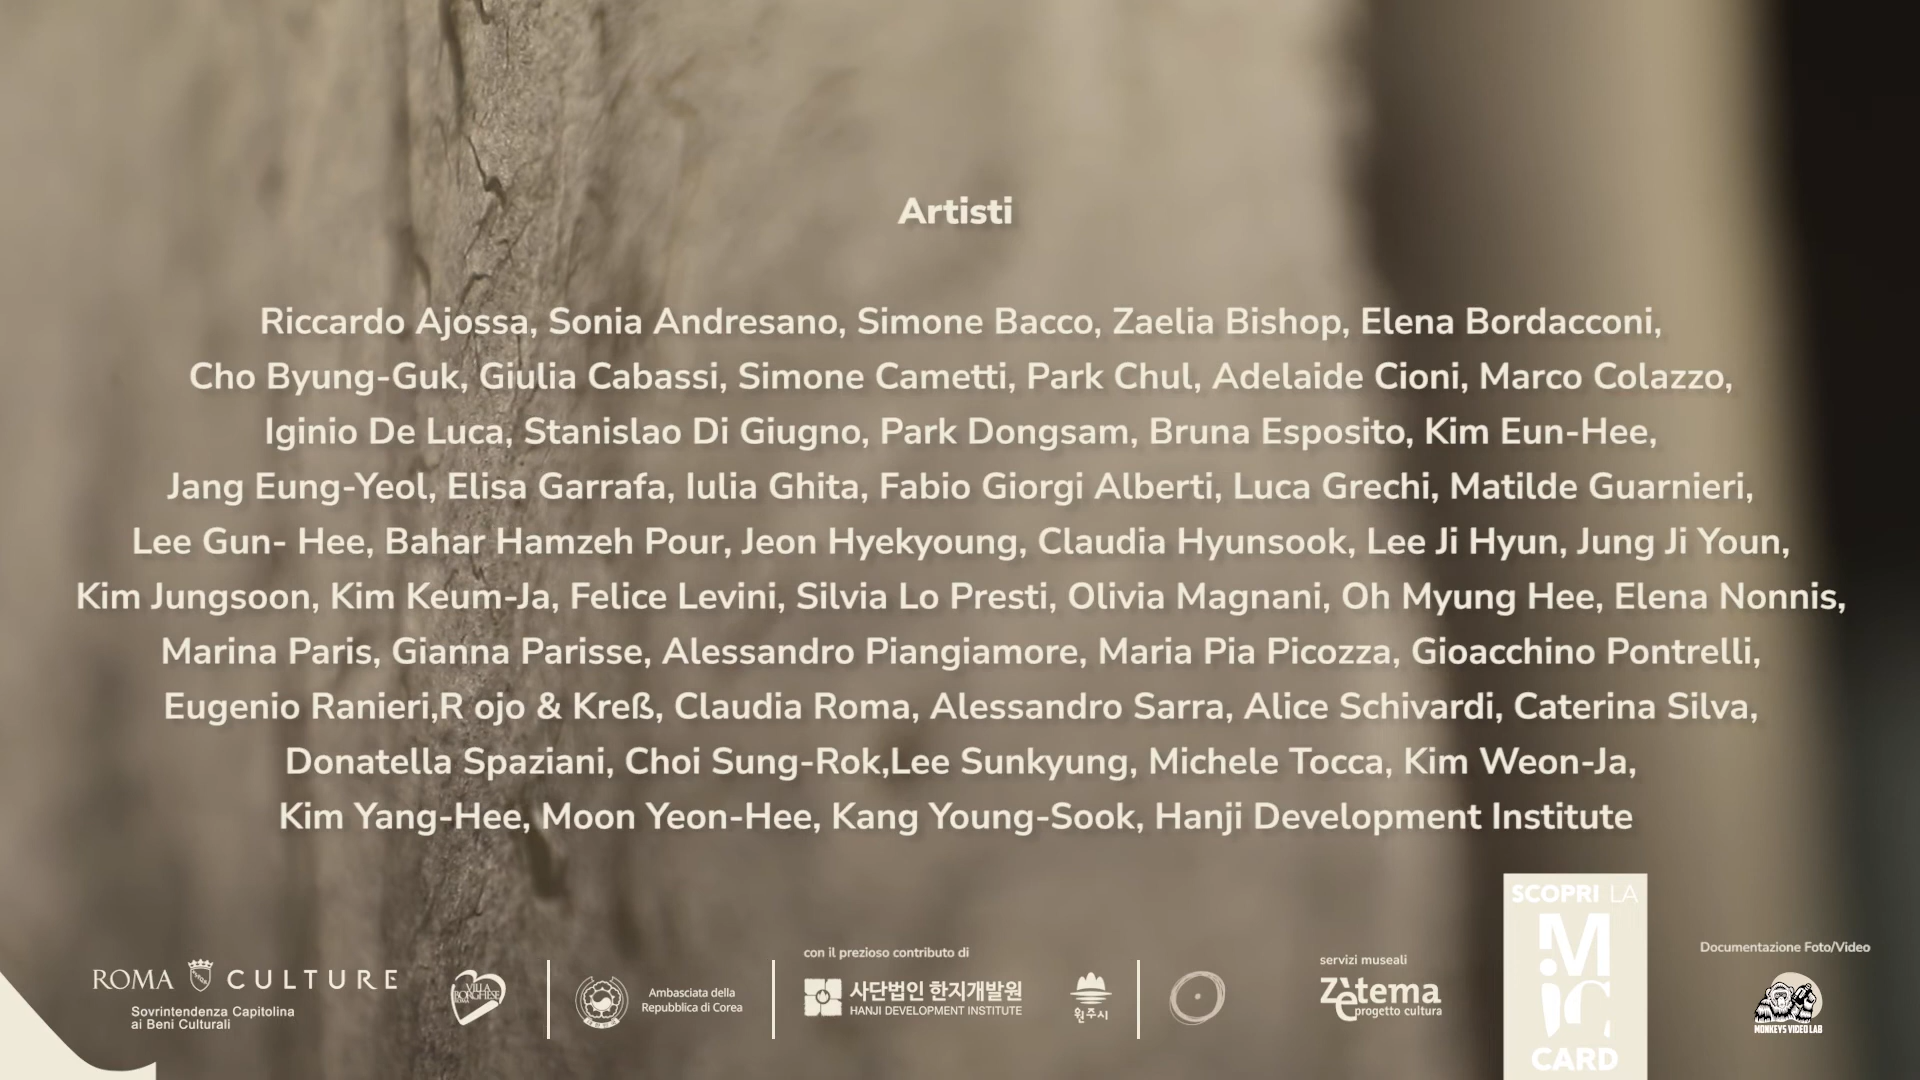 Artisti
Riccardo Ajossa, Sonia Andresano, Simone Bacco, Zaelia Bishop, Elena Bordacconi,
Cho Byung-Guk, Giulia Cabassi, Simone Cametti, Park Chul, Adelaide Cioni, Marco Colazzo,
Iginio De Luca, Stanislao Di Giugno, Park Dongsam, Bruna Esposito, Kim Eun-Hee,
Jang Eung-Yeol, Elisa Garrafa, Iulia Ghita, Fabio Giorgi Alberti, Luca Grechi, Matilde Guarnieri,
Lee Gun- Hee, Bahar Hamzeh Pour, Jeon Hyekyoung, Claudia Hyunsook, Lee Ji Hyun, Jung Ji Youn,
Kim Jungsoon, Kim Keum-Ja, Felice Levini, Silvia Lo Presti, Olivia Magnani, Oh Myung Hee, Elena Nonnis,
Marina Paris, Gianna Parisse, Alessandro Piangiamore, Maria Pia Picozza, Gioacchino Pontrelli,
Eugenio Ranieri,R ojo & Kreß, Claudia Roma, Alessandro Sarra, Alice Schivardi, Caterina Silva,
Donatella Spaziani, Choi Sung-Rok,Lee Sunkyung, Michele Tocca, Kim Weon-Ja,
Kim Yang-Hee, Moon Yeon-Hee, Kang Young-Sook, Hanji Development Institute
ROMA CULTURE
Sovrintendenza Capitolina
ai Beni Culturali
VILLA
BORGHESE
Ambasciata della
Repubblica di Corea
con il prezioso contributo di
사단법인 한지개발원
HANJI DEVELOPMENT INSTITUTE
원주시
servizi museali
Zètema
progetto cultura
SCOPRI LA
MIC
CARD
Documentazione Foto/Video
MONKEYS VIDEO LAB